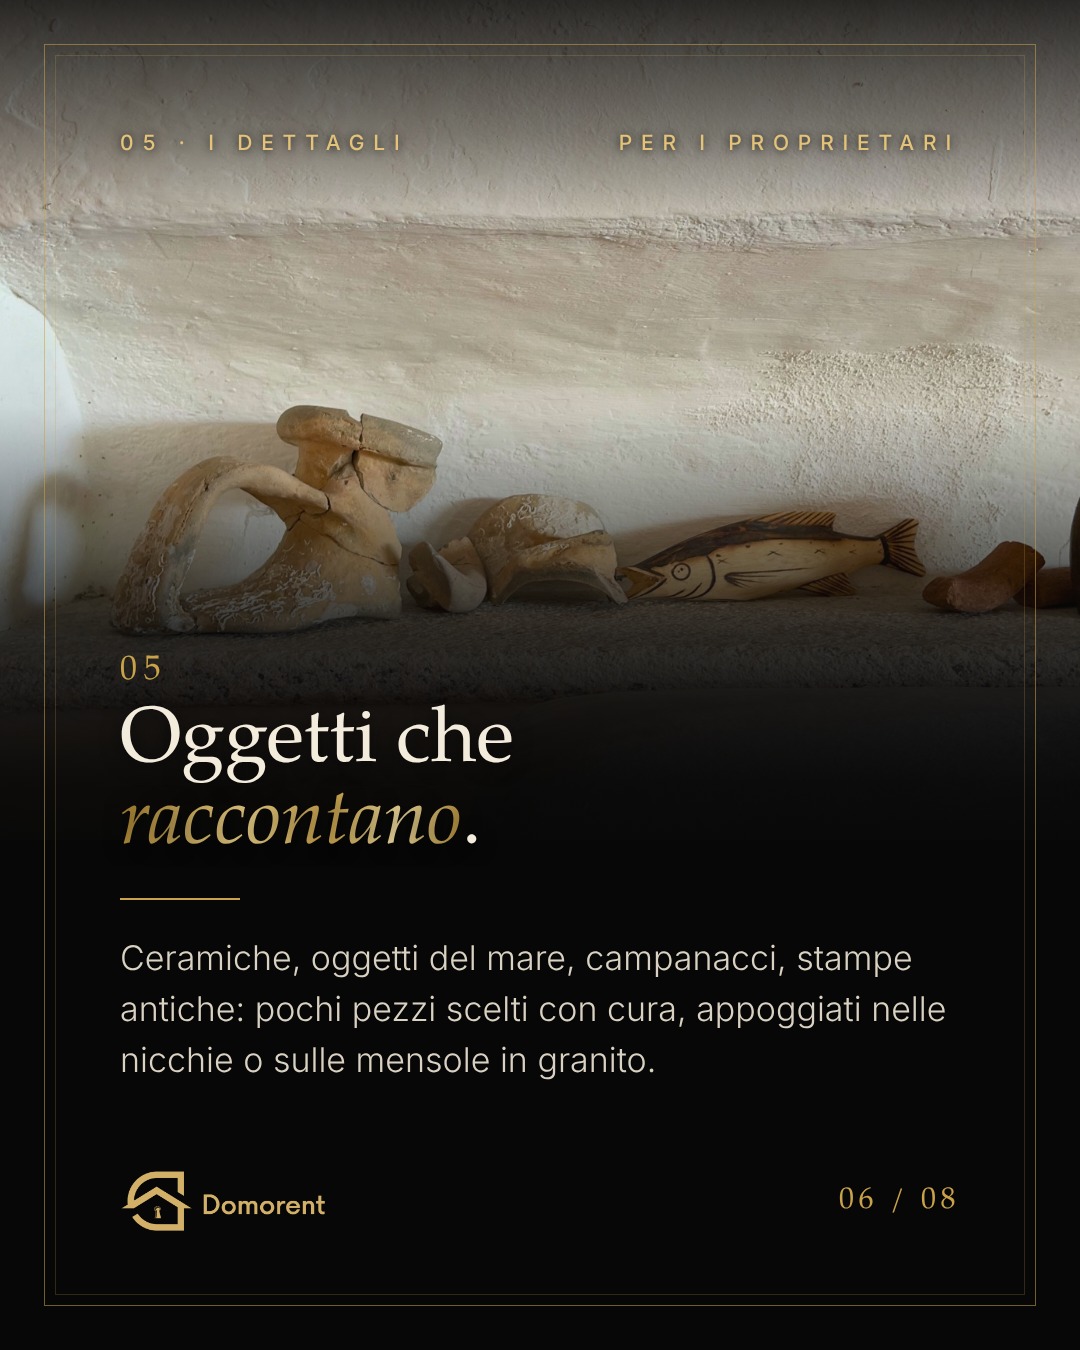 05 · I DETTAGLI
PER I PROPRIETARI
05
Oggetti che
raccontano.
Ceramiche, oggetti del mare, campanacci, stampe
antiche: pochi pezzi scelti con cura, appoggiati nelle
nicchie o sulle mensole in granito.
Domorent
06 / 08